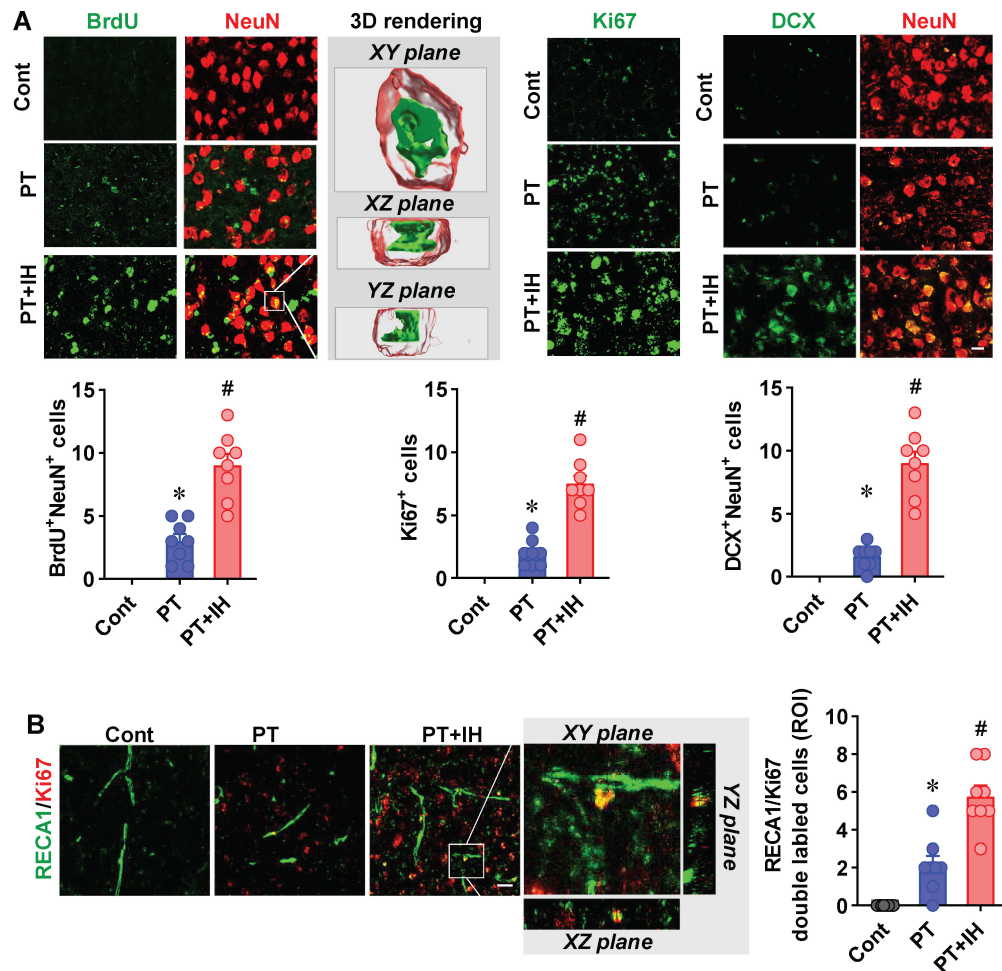 A
BrdU NeuN 3D rendering Ki67 DCX NeuN
Cont
PT
PT+IH
XY plane
XZ plane
YZ plane
Cont
PT
PT+IH
Cont
PT
PT+IH
BrdU⁺NeuN⁺ cells
15
10
5
0
*
#
Cont
PT
PT+IH
Ki67⁺ cells
15
10
5
0
*
#
Cont
PT
PT+IH
DCX⁺NeuN⁺ cells
15
10
5
0
*
#
Cont
PT
PT+IH
B
Cont PT PT+IH
RECA1/Ki67
XY plane
YZ plane
XZ plane
RECA1/Ki67
double labled cells (ROI)
10
8
6
4
2
0
*
#
Cont
PT
PT+IH